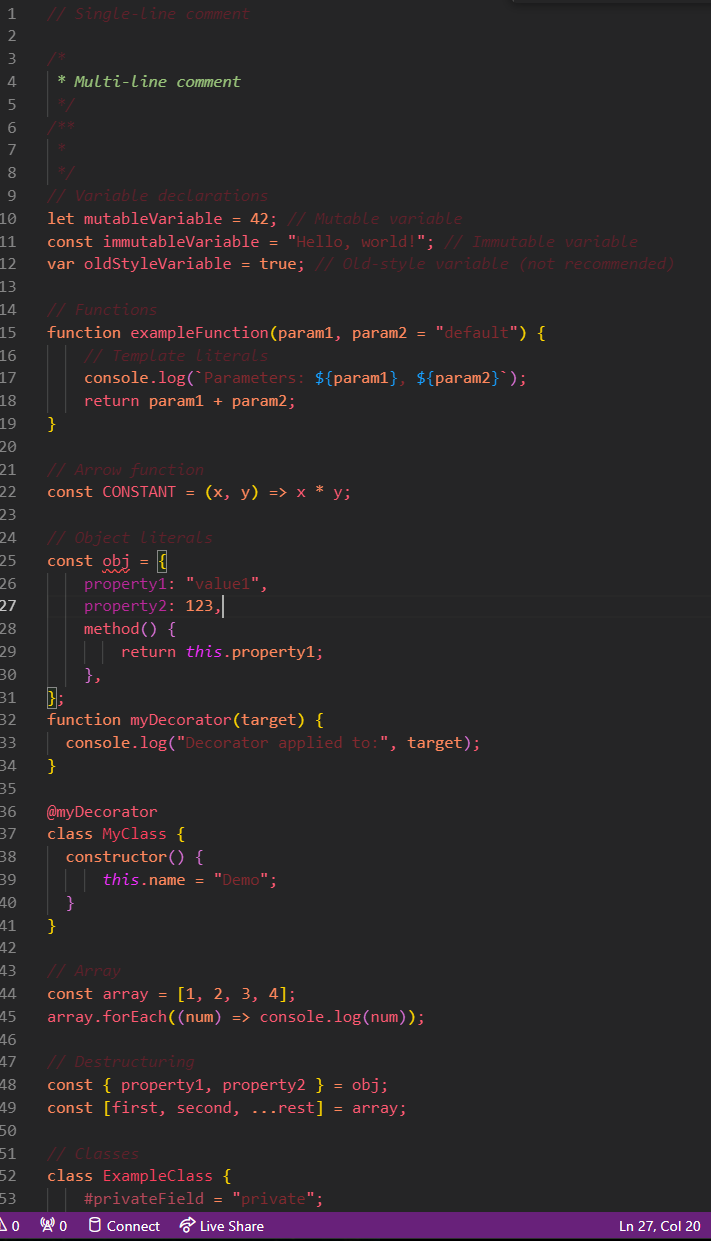 1 // Single-Line comment
2
3 /*
4 * Multi-line comment
5 */
6 /**
7 *
8 */
9 // Variable declarations
10 let mutableVariable = 42; // Mutable variable
11 const immutableVariable = "Hello, world!"; // Immutable variable
12 var oldStyleVariable = true; // Old-style variable (not recommended)
13
14 // Functions
15 function exampleFunction(param1, param2 = "default") {
16 // Template literals
17 console.log(`Parameters: ${param1}, ${param2}`);
18 return param1 + param2;
19 }
20
21 // Arrow function
22 const CONSTANT = (x, y) => x * y;
23
24 // Object literals
25 const obj = {
26 property1: "value1",
27 property2: 123,
28 method() {
29 return this.property1;
30 },
31 };
32 function myDecorator(target) {
33 console.log("Decorator applied to:", target);
34 }
35
36 @myDecorator
37 class MyClass {
38 constructor() {
39 this.name = "Demo";
40 }
41 }
42
43 // Array
44 const array = [1, 2, 3, 4];
45 array.forEach((num) => console.log(num));
46
47 // Destructuring
48 const { property1, property2 } = obj;
49 const [first, second, ...rest] = array;
50
51 // Classes
52 class ExampleClass {
53 #privateField = "private";
0 0 Connect Live Share Ln 27, Col 20